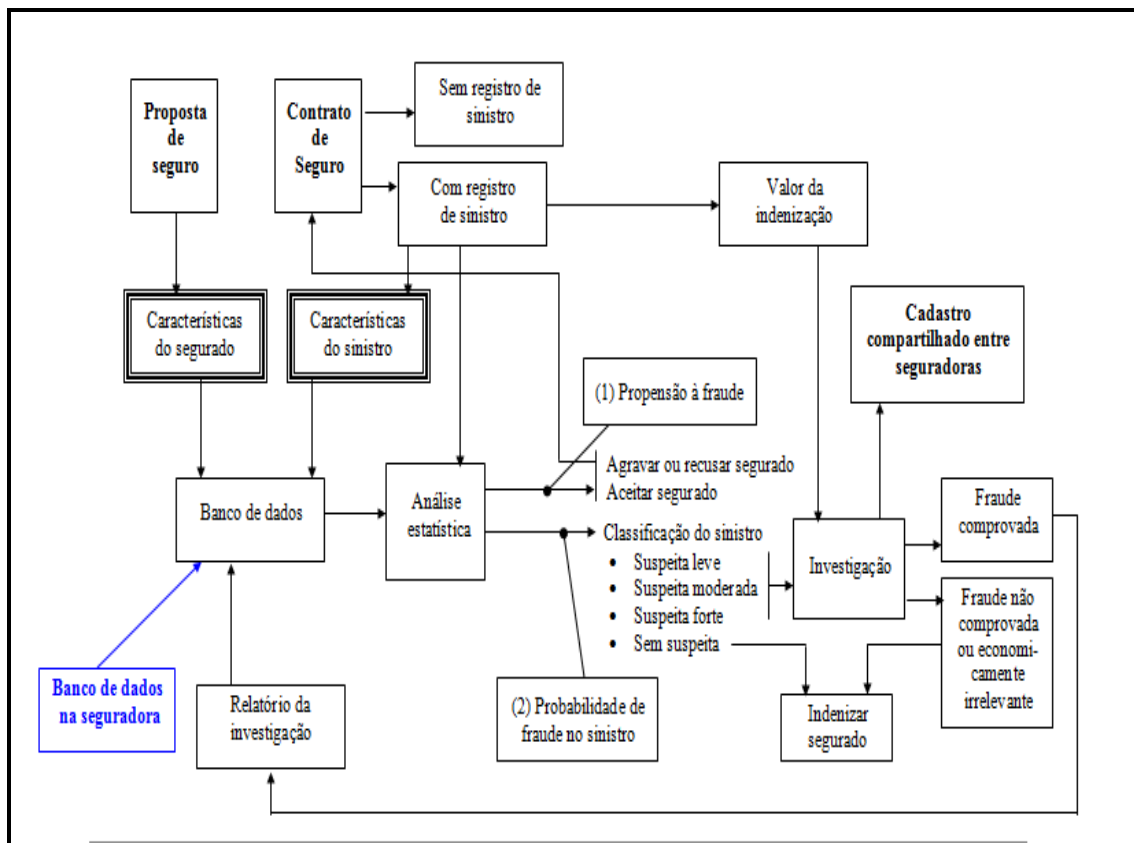 Proposta
de
seguro
Contrato
de
Seguro
Sem registro de
sinistro
Com registro
de sinistro
Valor da
indenização
Características
do segurado
Características
do sinistro
Cadastro
compartilhado entre
seguradoras
(1) Propensão à fraude
Agravar ou recusar segurado
Aceitar segurado
Banco de dados
Análise
estatística
Classificação do sinistro
• Suspeita leve
• Suspeita moderada
• Suspeita forte
• Sem suspeita
Investigação
Fraude
comprovada
Fraude não
comprovada
ou economi-
camente
irrelevante
Banco de dados
na seguradora
Relatório da
investigação
(2) Probabilidade de
fraude no sinistro
Indenizar
segurado